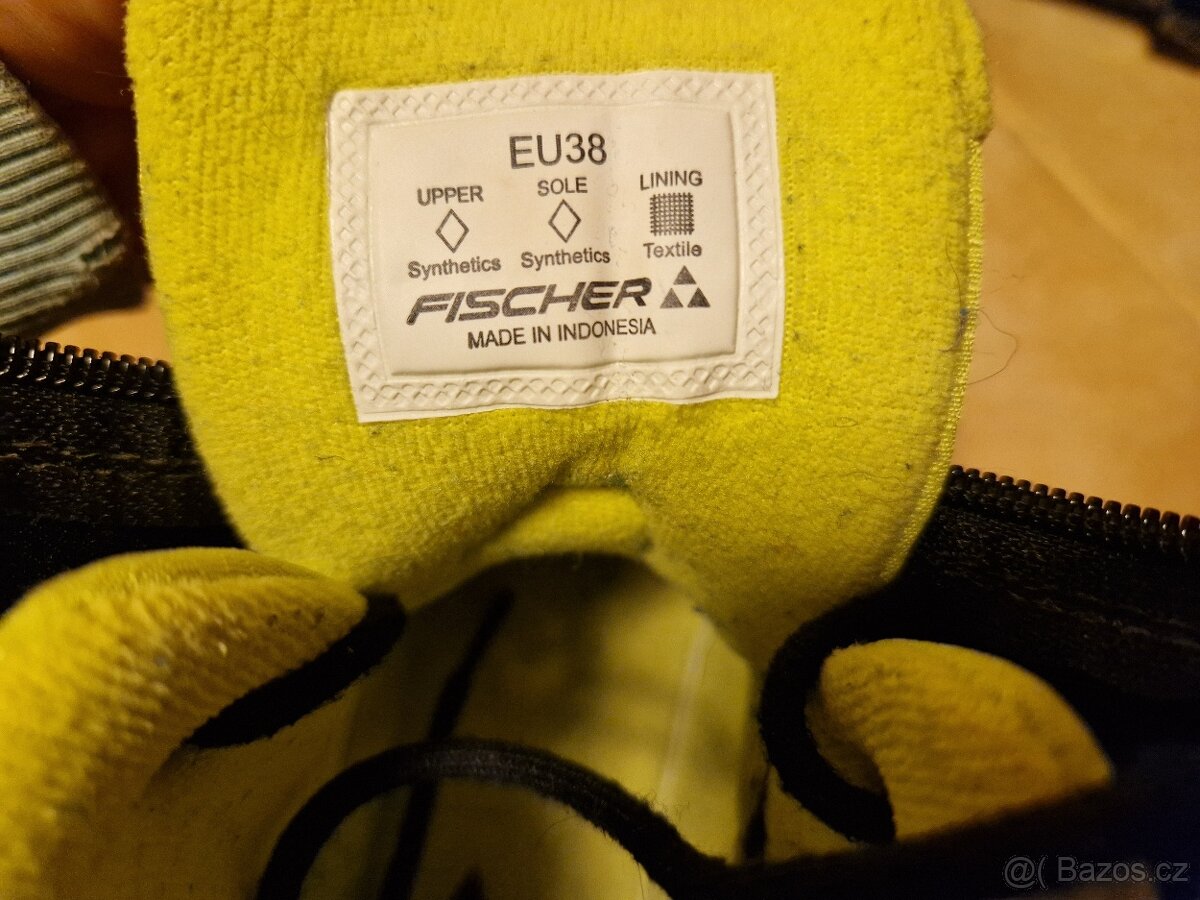 EU38
UPPER SOLE LINING
Synthetics Synthetics Textile
FISCHER
MADE IN INDONESIA
@( Bazos.cz